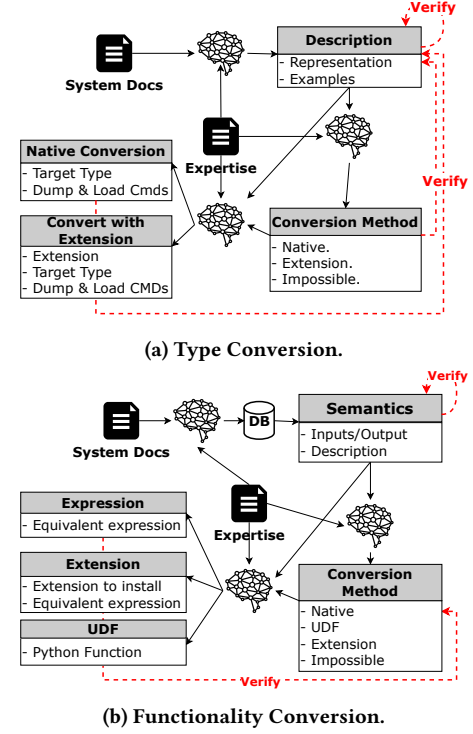 Verify
Description
- Representation
- Examples
System Docs
Expertise
Native Conversion
- Target Type
- Dump & Load Cmds
Verify
Convert with
Extension
- Extension
- Target Type
- Dump & Load CMDs
Conversion Method
- Native.
- Extension.
- Impossible.
(a) Type Conversion.
Verify
Semantics
- Inputs/Output
- Description
DB
System Docs
Expertise
Expression
- Equivalent expression
Extension
- Extension to install
- Equivalent expression
UDF
- Python Function
Conversion
Method
- Native
- UDF
- Extension
- Impossible
Verify
(b) Functionality Conversion.